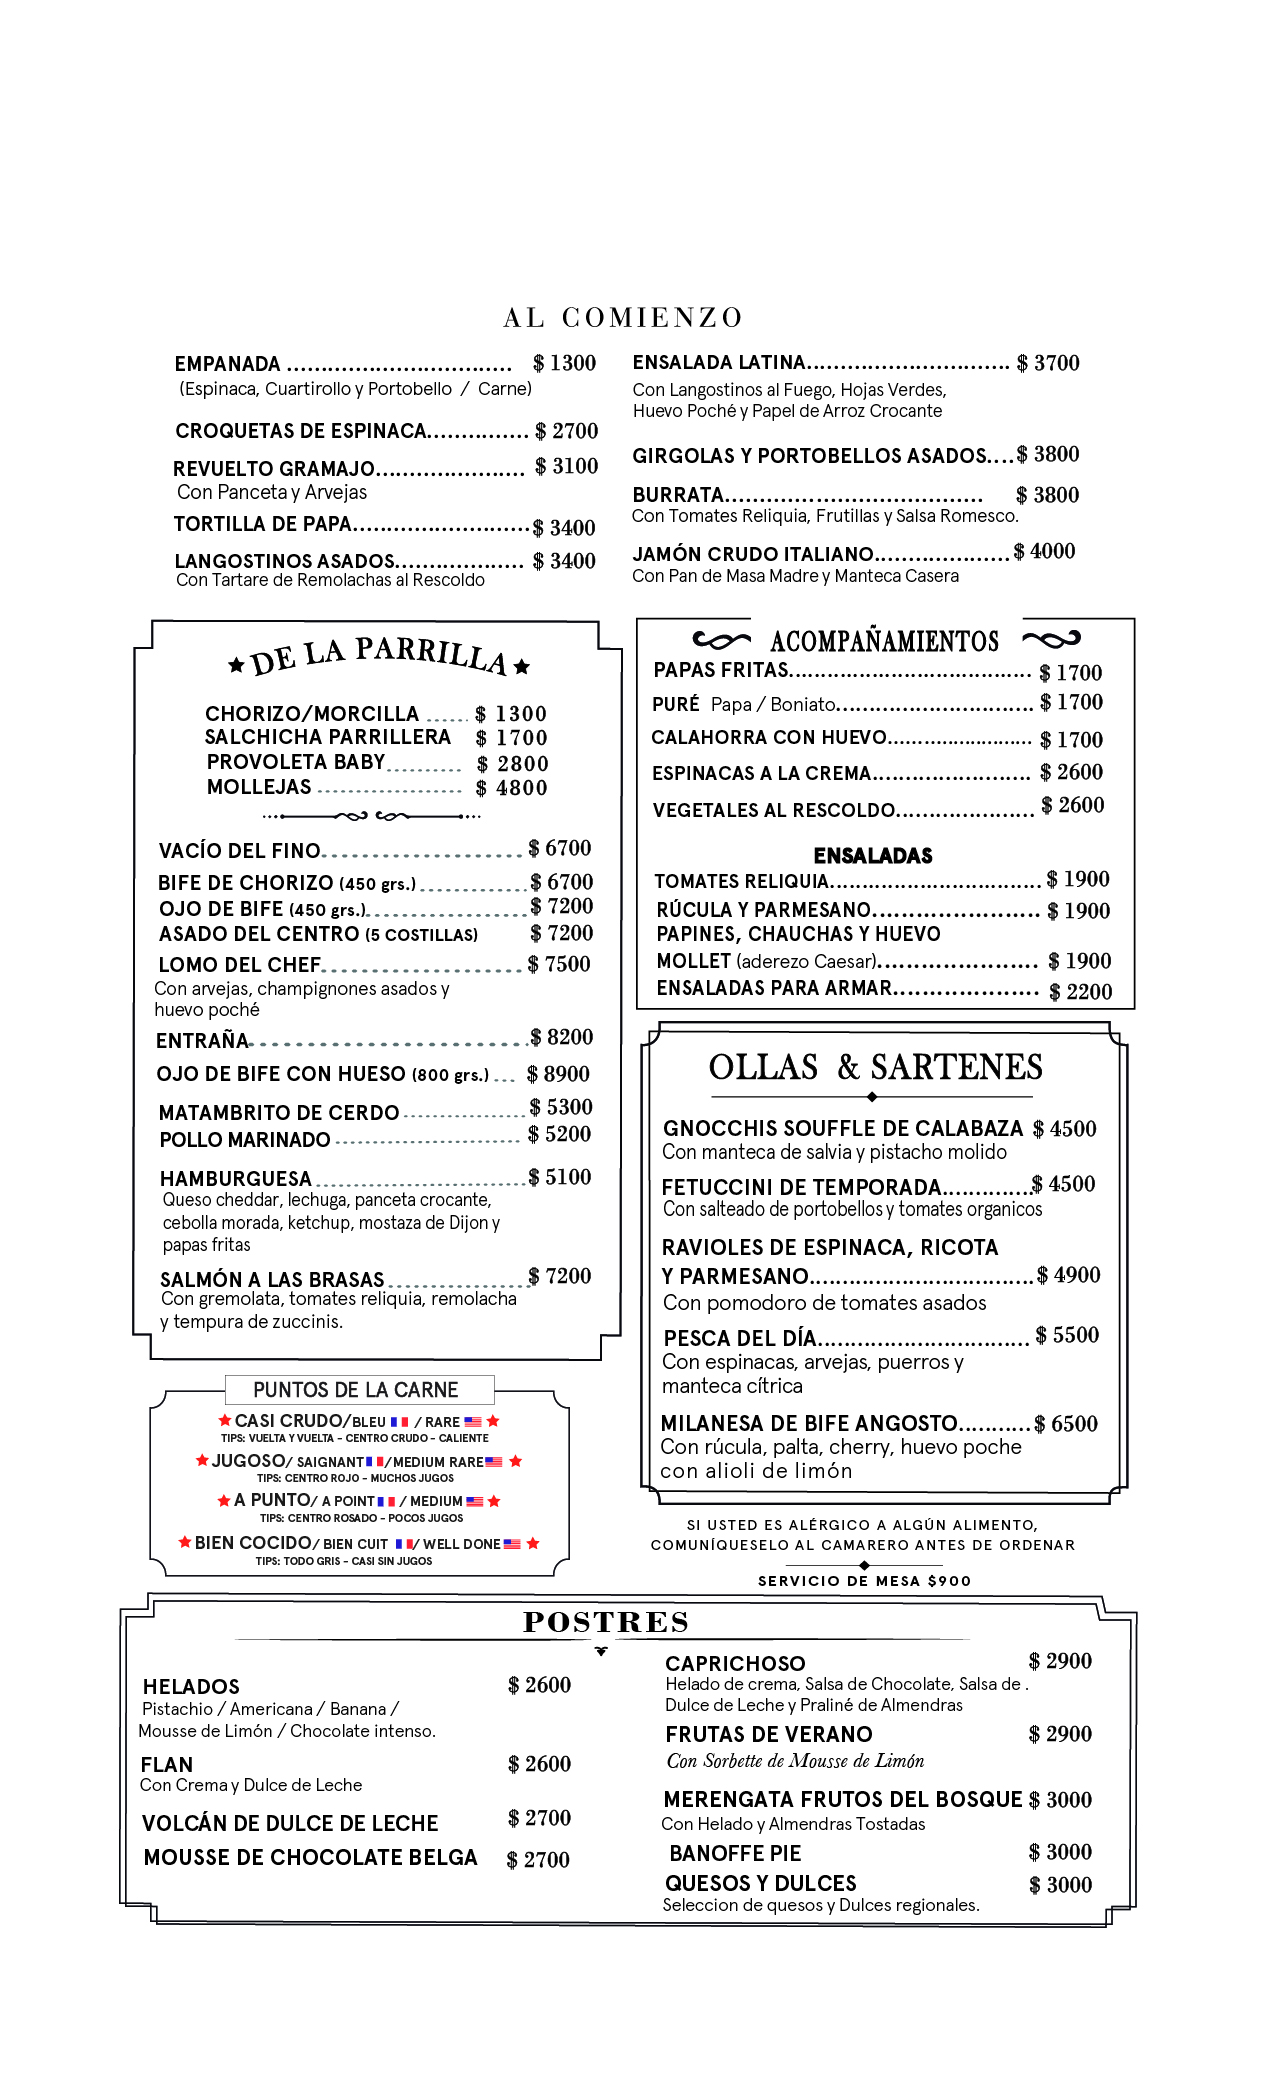 AL COMIENZO
EMPANADA ................................. $ 1300
(Espinaca, Cuartirollo y Portobello / Carne)
CROQUETAS DE ESPINACA............... $ 2700
REVUELTO GRAMAJO...................... $ 3100
Con Panceta y Arvejas
TORTILLA DE PAPA.......................... $ 3400
LANGOSTINOS ASADOS................... $ 3400
Con Tartare de Remolachas al Rescoldo
ENSALADA LATINA.............................. $ 3700
Con Langostinos al Fuego, Hojas Verdes,
Huevo Poché y Papel de Arroz Crocante
GIRGOLAS Y PORTOBELLOS ASADOS.... $ 3800
BURRATA...................................... $ 3800
Con Tomates Reliquia, Frutillas y Salsa Romesco.
JAMÓN CRUDO ITALIANO.................... $ 4000
Con Pan de Masa Madre y Manteca Casera
DE LA PARRILLA
CHORIZO/MORCILLA ...... $ 1300
SALCHICHA PARRILLERA $ 1700
PROVOLETA BABY.......... $ 2800
MOLLEJAS .................... $ 4800
VACÍO DEL FINO........................ $ 6700
BIFE DE CHORIZO (450 grs.) ............. $ 6700
OJO DE BIFE (450 grs.).................... $ 7200
ASADO DEL CENTRO (5 COSTILLAS) $ 7200
LOMO DEL CHEF........................ $ 7500
Con arvejas, champignones asados y
huevo poché
ENTRAÑA........................... $ 8200
OJO DE BIFE CON HUESO (800 grs.) ... $ 8900
MATAMBRITO DE CERDO .................. $ 5300
POLLO MARINADO .......................... $ 5200
HAMBURGUESA .............................. $ 5100
Queso cheddar, lechuga, panceta crocante,
cebolla morada, ketchup, mostaza de Dijon y
papas fritas
SALMÓN A LAS BRASAS.................. $ 7200
Con gremolata, tomates reliquia, remolacha
y tempura de zuccinis.
ACOMPAÑAMIENTOS
PAPAS FRITAS.................................... $ 1700
PURÉ Papa / Boniato.............................. $ 1700
CALAHORRA CON HUEVO........................ $ 1700
ESPINACAS A LA CREMA........................ $ 2600
VEGETALES AL RESCOLDO.................... $ 2600
ENSALADAS
TOMATES RELIQUIA................................ $ 1900
RÚCULA Y PARMESANO........................ $ 1900
PAPINES, CHAUCHAS Y HUEVO
MOLLET (aderezo Caesar)....................... $ 1900
ENSALADAS PARA ARMAR..................... $ 2200
OLLAS & SARTENES
GNOCCHIS SOUFFLE DE CALABAZA $ 4500
Con manteca de salvia y pistacho molido
FETUCCINI DE TEMPORADA............. $ 4500
Con salteado de portobellos y tomates organicos
RAVIOLES DE ESPINACA, RICOTA
Y PARMESANO................................. $ 4900
Con pomodoro de tomates asados
PESCA DEL DÍA............................... $ 5500
Con espinacas, arvejas, puerros y
manteca cítrica
MILANESA DE BIFE ANGOSTO.......... $ 6500
Con rúcula, palta, cherry, huevo poche
con alioli de limón
PUNTOS DE LA CARNE
CASI CRUDO/BLEU / RARE
TIPS: VUELTA Y VUELTA - CENTRO CRUDO - CALIENTE
JUGOSO/ SAIGNANT /MEDIUM RARE
TIPS: CENTRO ROJO - MUCHOS JUGOS
A PUNTO/ A POINT / MEDIUM
TIPS: CENTRO ROSADO - POCOS JUGOS
BIEN COCIDO/ BIEN CUIT / WELL DONE
TIPS: TODO GRIS - CASI SIN JUGOS
SI USTED ES ALÉRGICO A ALGÚN ALIMENTO,
COMUNÍQUESELO AL CAMARERO ANTES DE ORDENAR
SERVICIO DE MESA $900
POSTRES
HELADOS $ 2600
Pistachio / Americana / Banana /
Mousse de Limón / Chocolate intenso.
FLAN $ 2600
Con Crema y Dulce de Leche
VOLCÁN DE DULCE DE LECHE $ 2700
MOUSSE DE CHOCOLATE BELGA $ 2700
CAPRICHOSO $ 2900
Helado de crema, Salsa de Chocolate, Salsa de .
Dulce de Leche y Praliné de Almendras
FRUTAS DE VERANO $ 2900
Con Sorbette de Mousse de Limón
MERENGATA FRUTOS DEL BOSQUE $ 3000
Con Helado y Almendras Tostadas
BANOFFE PIE $ 3000
QUESOS Y DULCES $ 3000
Seleccion de quesos y Dulces regionales.